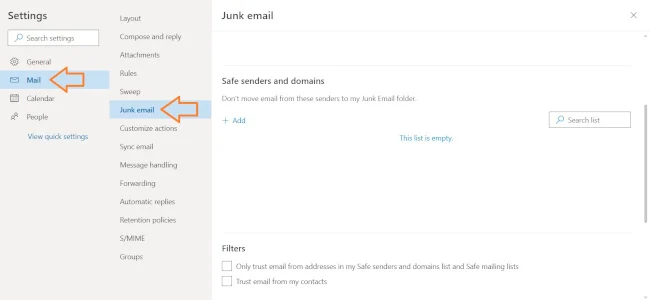 Settings
Search settings
General
Mail
Calendar
People
View quick settings
Layout
Compose and reply
Attachments
Rules
Sweep
Junk email
Customize actions
Sync email
Message handling
Forwarding
Automatic replies
Retention policies
S/MIME
Groups
Junk email
Safe senders and domains
Don't move email from these senders to my Junk Email folder.
+ Add
Search list
This list is empty.
Filters
Only trust email from addresses in my Safe senders and domains list and Safe mailing lists
Trust email from my contacts